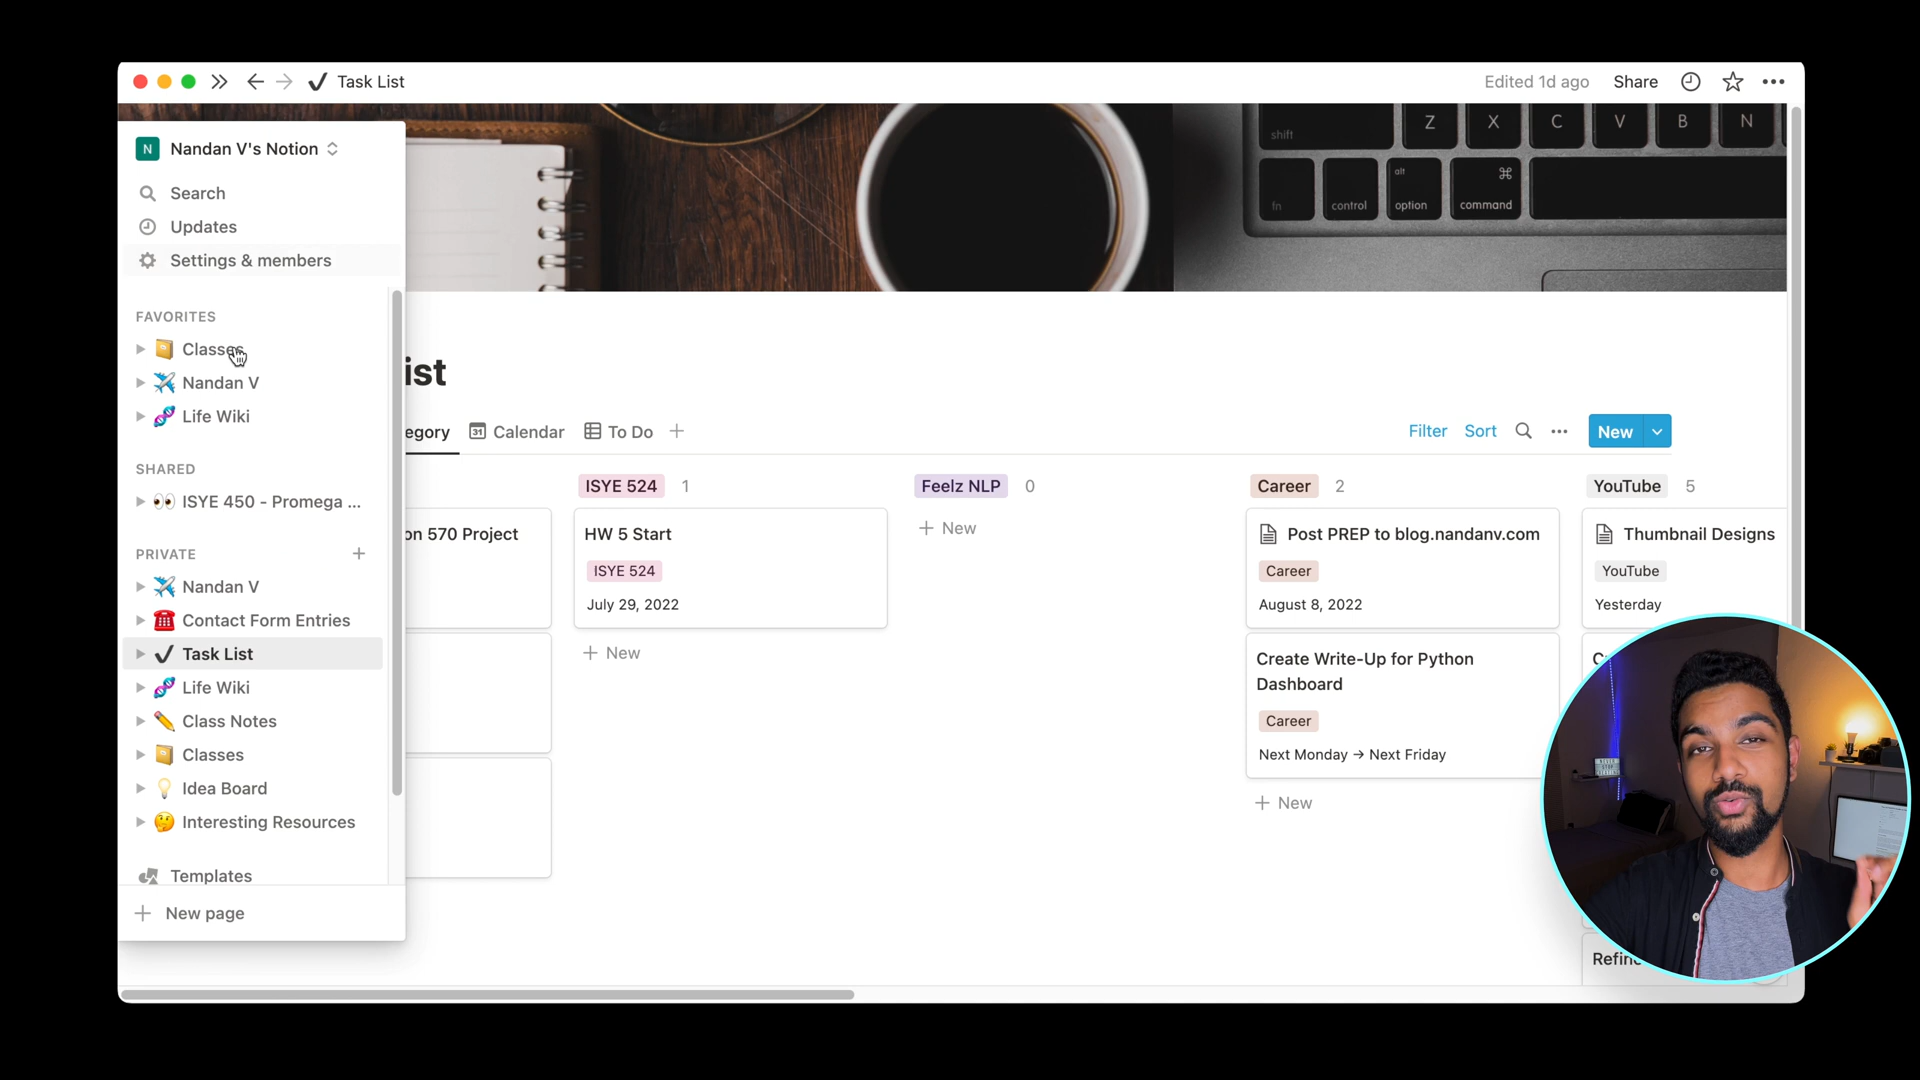 Task List
Edited 1d ago
Share
N
Nandan V's Notion
Search
Updates
Settings & members
FAVORITES
Classes
Nandan V
Life Wiki
SHARED
ISYE 450 - Promega ...
PRIVATE
Nandan V
Contact Form Entries
Task List
Life Wiki
Class Notes
Classes
Idea Board
Interesting Resources
Templates
New page
shift
Z
X
C
V
B
N
fn
control
alt
option
⌘
command
ist
egory
31
Calendar
To Do
Filter
Sort
New
on 570 Project
ISYE 524 1
HW 5 Start
ISYE 524
July 29, 2022
+ New
Feelz NLP 0
+ New
Career 2
Post PREP to blog.nandanv.com
Career
August 8, 2022
Create Write-Up for Python
Dashboard
Career
Next Monday → Next Friday
+ New
YouTube 5
Thumbnail Designs
YouTube
Yesterday
Refine